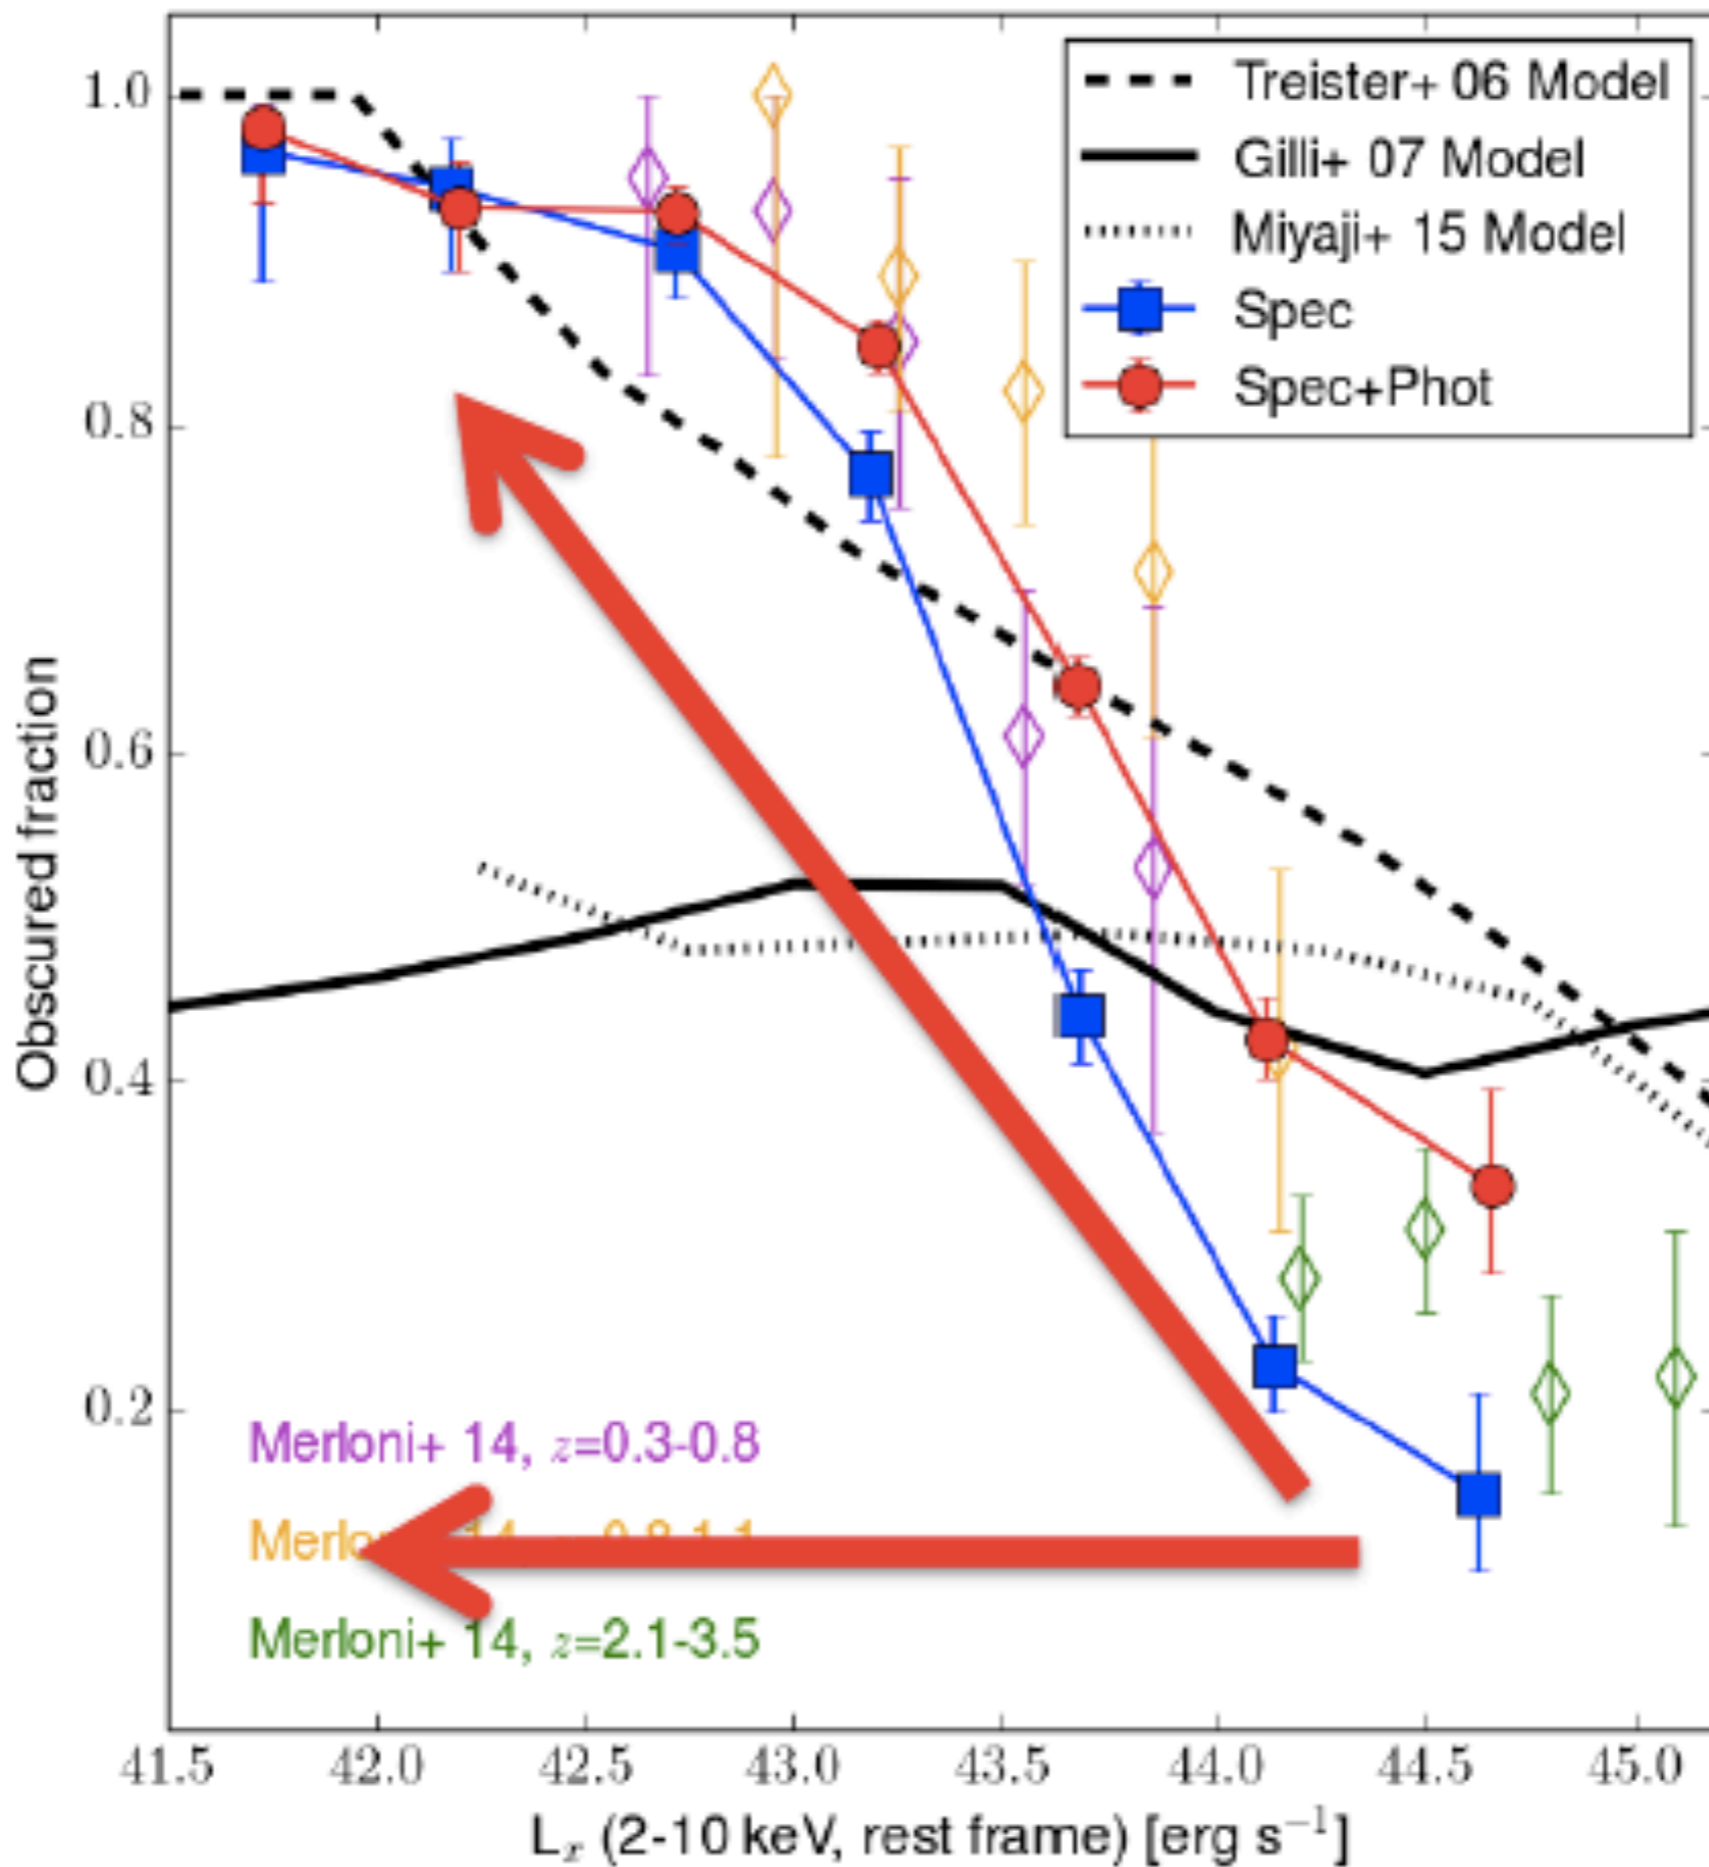 Treister+ 06 Model
Gilli+ 07 Model
Miyaji+ 15 Model
Spec
Spec+Phot
1.0
0.8
0.6
0.4
0.2
Obscured fraction
Merloni+ 14, z=0.3-0.8
Merloni+ 14, z=2.1-3.5
41.5 42.0 42.5 43.0 43.5 44.0 44.5 45.0
Lx (2-10 keV, rest frame) [erg s⁻¹]